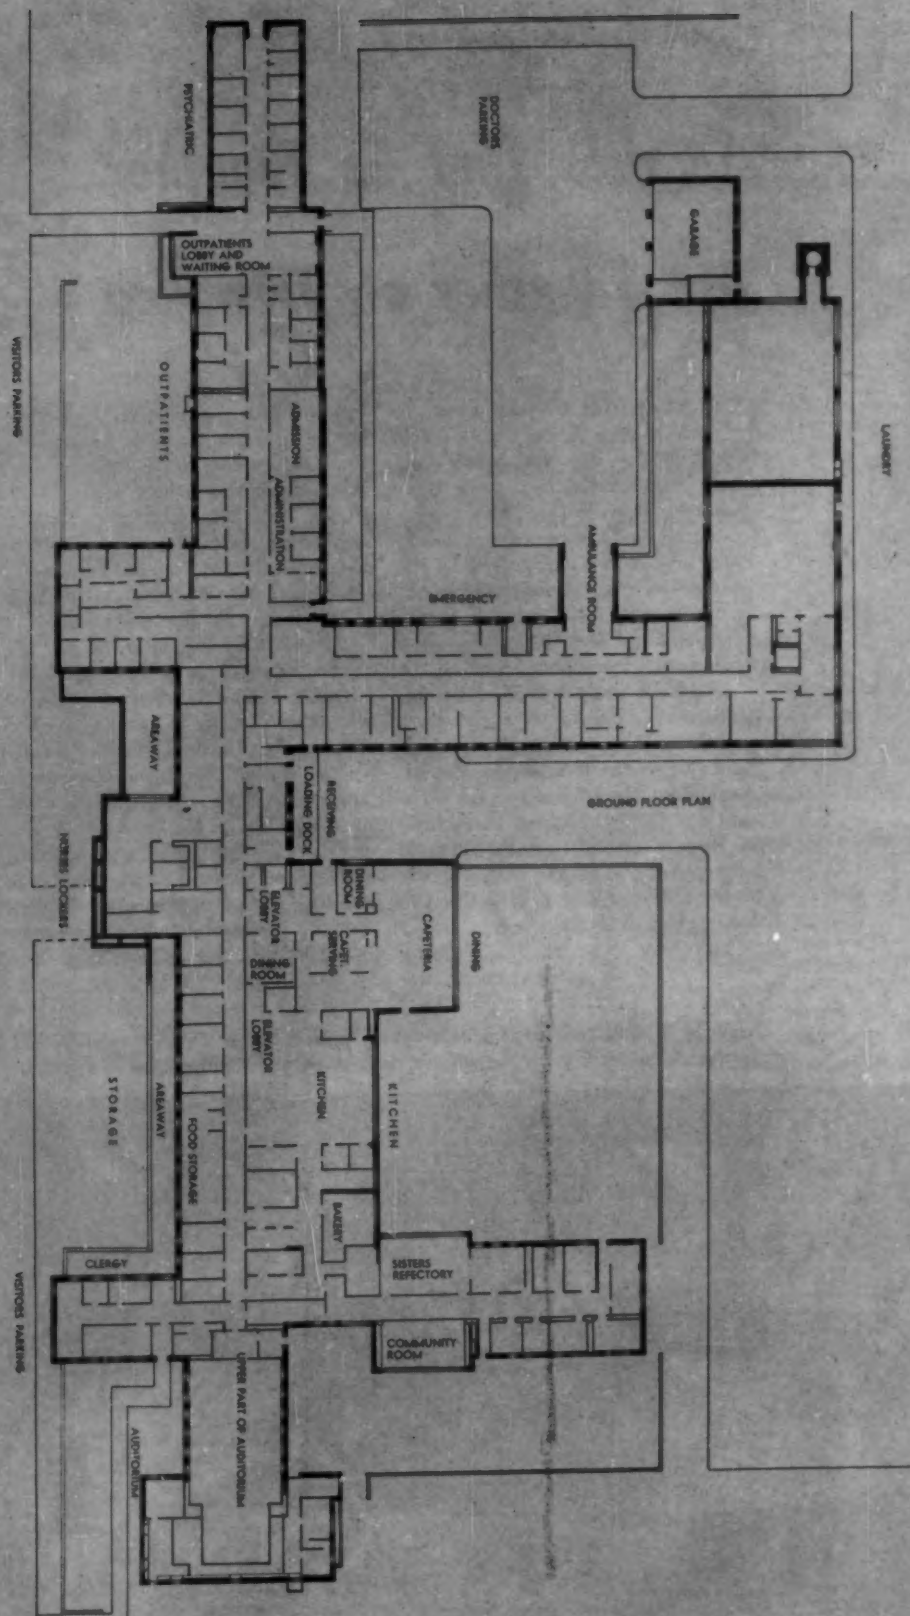 PSYCHIATRIC
DOCTORS
PARKING
GARAGE
LAUNDRY
OUTPATIENTS
LOBBY AND
WAITING ROOM
VISITORS PARKING
OUTPATIENTS
ADMISSION
ADMINISTRATION
EMERGENCY
AMBULANCE ROOM
AREAWAY
LOADING DOCK
RECEIVING
GROUND FLOOR PLAN
NURSES LOCKERS
ELEVATOR
LOBBY
DINING
ROOM
CAFETERIA
DINING
CAFET.
SERVING
DINING
ROOM
ELEVATOR
LOBBY
KITCHEN
KITCHEN
STORAGE
AREAWAY
FOOD STORAGE
BAKERY
CLERGY
SISTERS
REFECTORY
COMMUNITY
ROOM
VISITORS PARKING
AUDITORIUM
UPPER PART OF AUDITORIUM